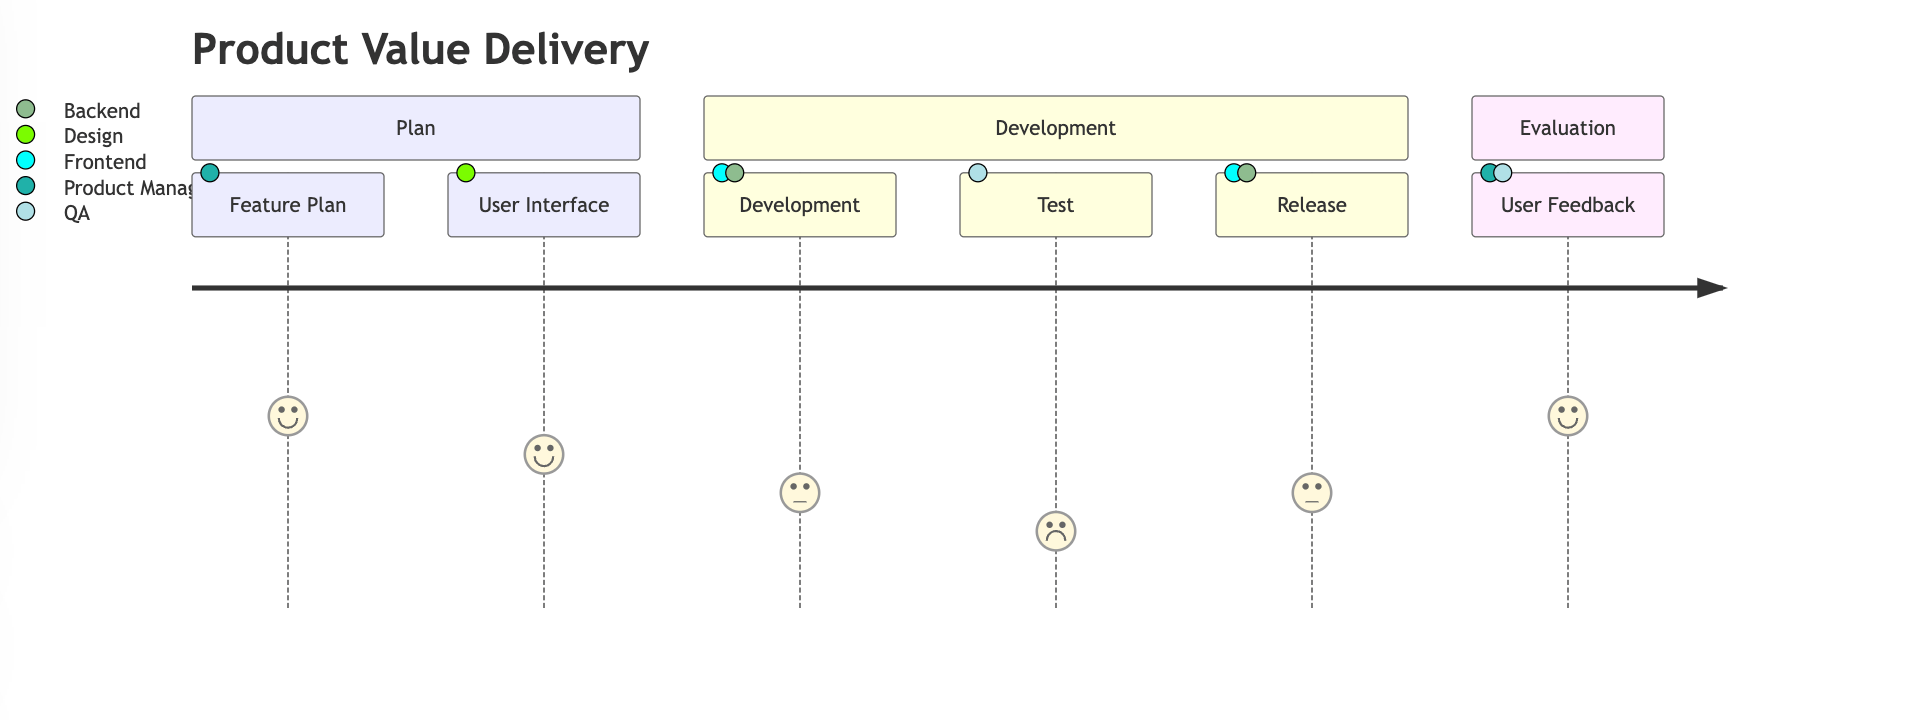 Product Value Delivery
Backend
Design
Frontend
Product Manag
QA
Plan
Development
Evaluation
Feature Plan
User Interface
Development
Test
Release
User Feedback